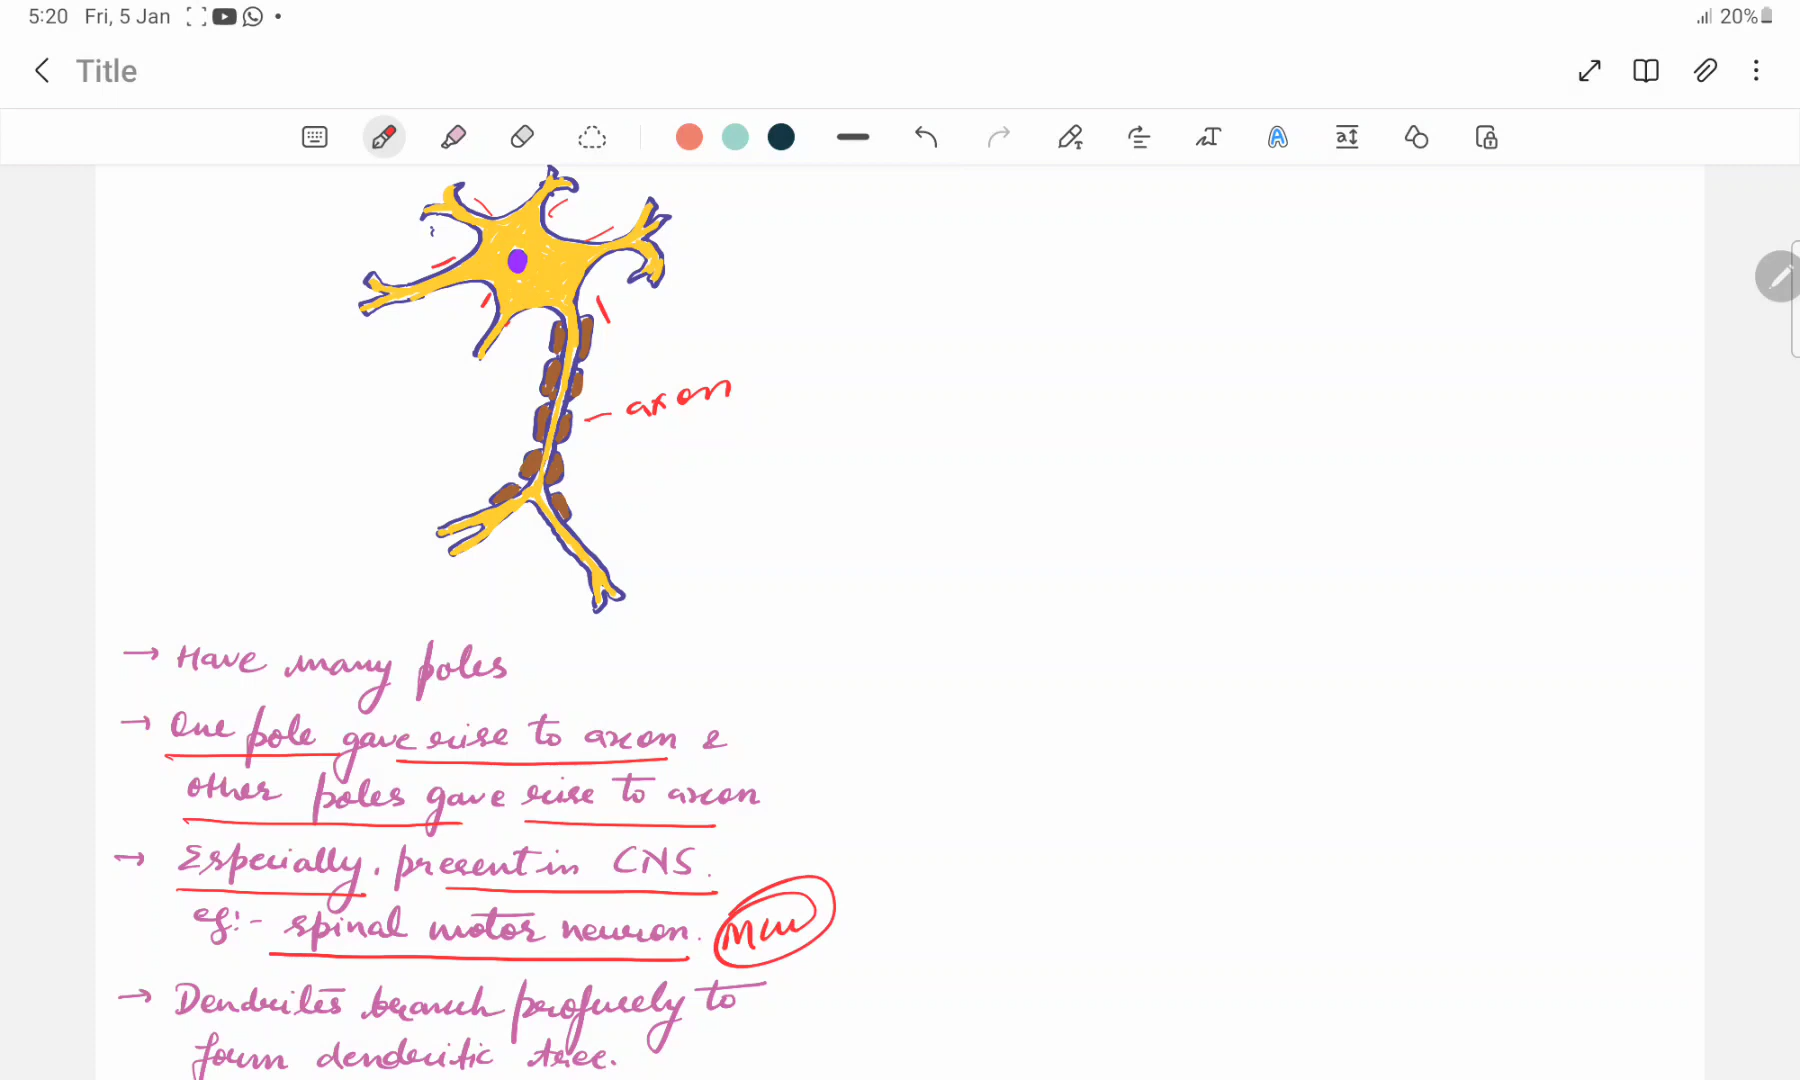 5:20 Fri, 5 Jan
20%
Title
axon
→ Have many poles
→ One pole gave rise to axon &
other poles gave rise to axon
→ Especially, present in CNS.
eg:- spinal motor neuron.
→ Dendrites branch profusely to
form dendritic tree.